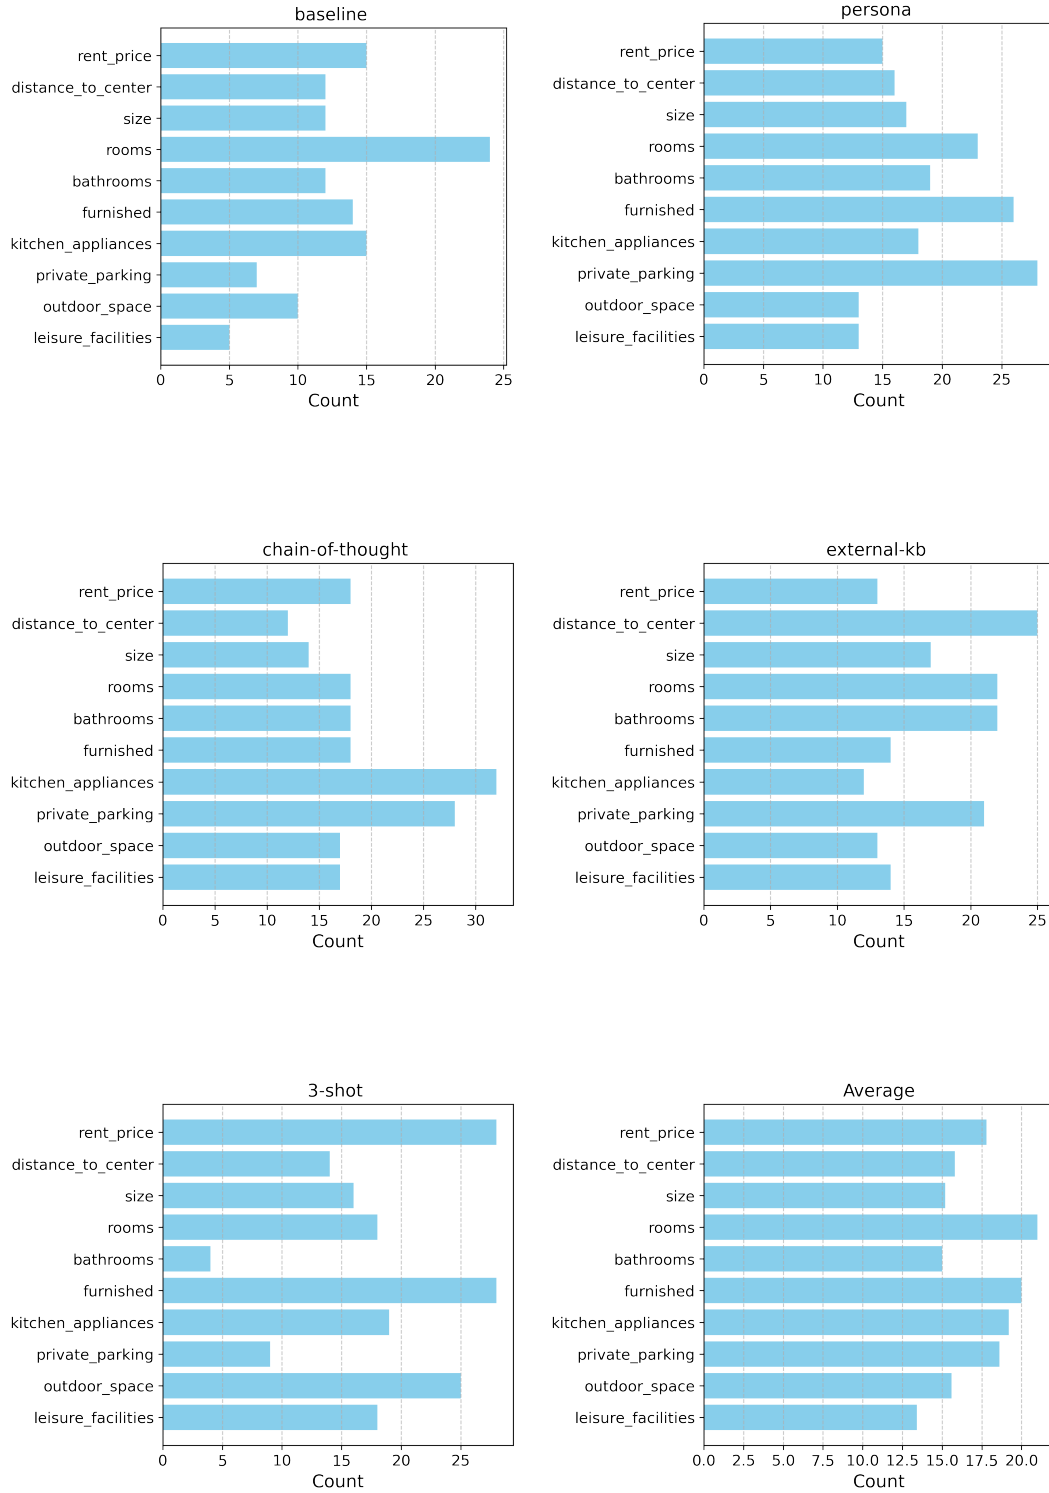 baseline
rent_price
distance_to_center
size
rooms
bathrooms
furnished
kitchen_appliances
private_parking
outdoor_space
leisure_facilities
0 5 10 15 20 25
Count
persona
rent_price
distance_to_center
size
rooms
bathrooms
furnished
kitchen_appliances
private_parking
outdoor_space
leisure_facilities
0 5 10 15 20 25
Count
chain-of-thought
rent_price
distance_to_center
size
rooms
bathrooms
furnished
kitchen_appliances
private_parking
outdoor_space
leisure_facilities
0 5 10 15 20 25 30
Count
external-kb
rent_price
distance_to_center
size
rooms
bathrooms
furnished
kitchen_appliances
private_parking
outdoor_space
leisure_facilities
0 5 10 15 20 25
Count
3-shot
rent_price
distance_to_center
size
rooms
bathrooms
furnished
kitchen_appliances
private_parking
outdoor_space
leisure_facilities
0 5 10 15 20 25
Count
Average
rent_price
distance_to_center
size
rooms
bathrooms
furnished
kitchen_appliances
private_parking
outdoor_space
leisure_facilities
0.0 2.5 5.0 7.5 10.0 12.5 15.0 17.5 20.0
Count